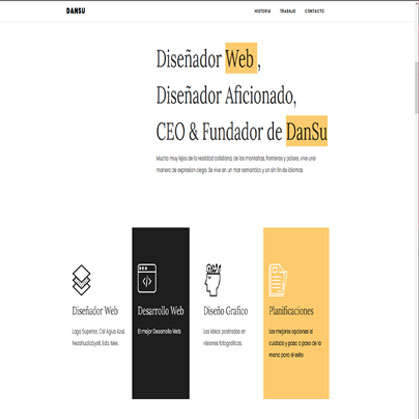 DANSU
HISTORIA TRABAJO CONTACTO
Diseñador Web ,
Diseñador Aficionado,
CEO & Fundador de DanSu
Mucho muy lejos de la realidad cotidiana, de las montañas, fronteras y países, vive una
manera de expresion ciega. Se vive en un mar semantico y un sin fin de idiomas
Diseñador Web
Lago Superior, Col Agua Azul.
Nezahualcóyotl, Edo. Mex.
Desarrollo Web
El mejor Desarrollo Web
Diseño Grafico
Las ideas postradas en
visiones fotograficas.
Planificaciones
Las mejores opciones al
cuidado y paso a paso de la
mano para el exito